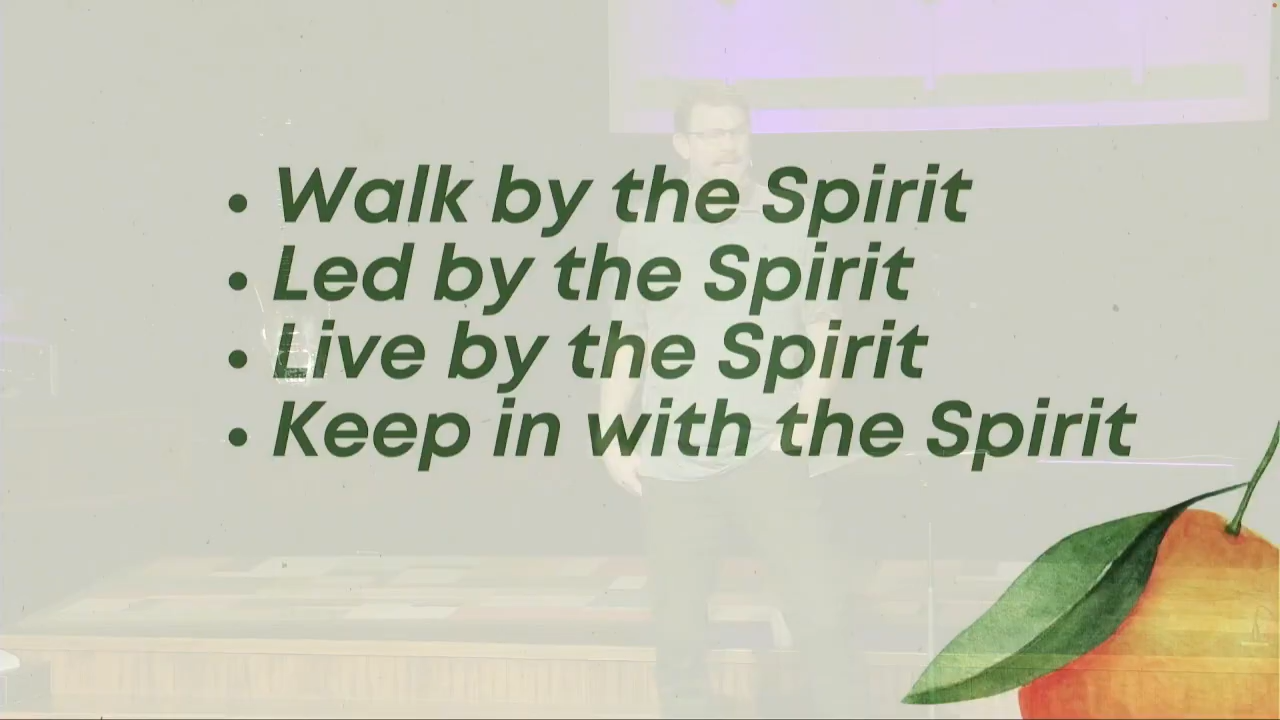 • Walk by the Spirit
• Led by the Spirit
• Live by the Spirit
• Keep in with the Spirit